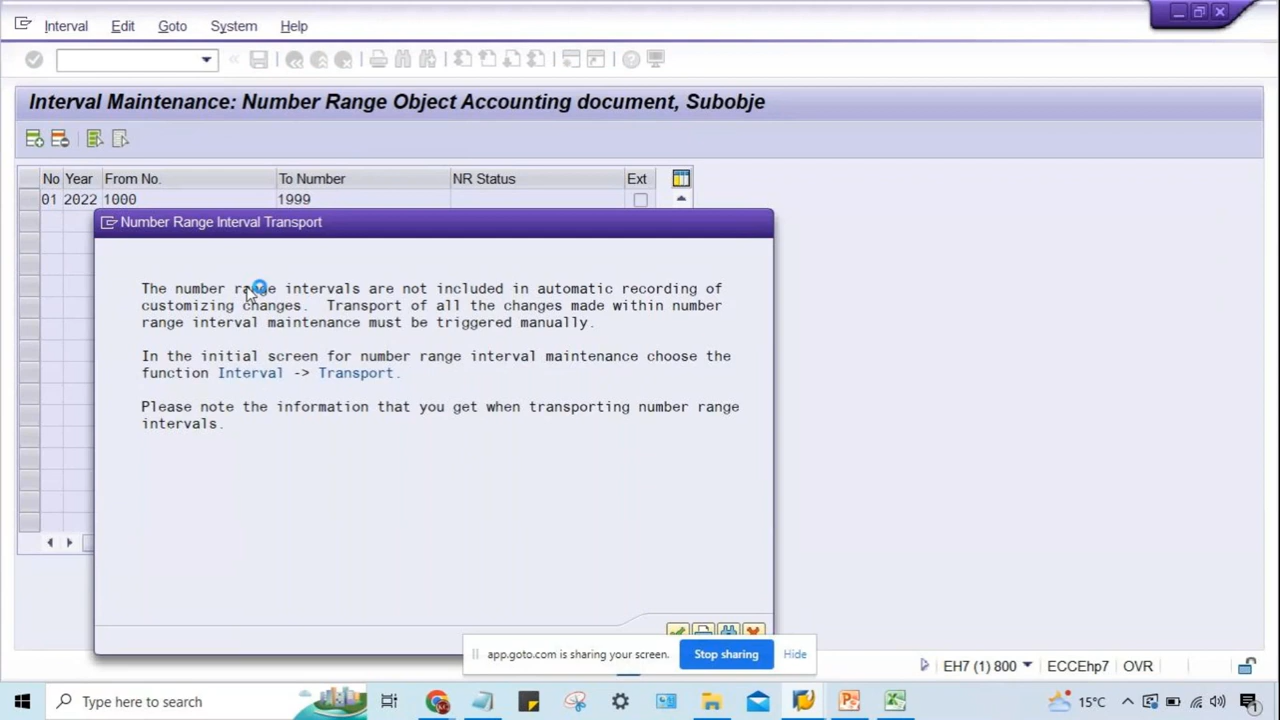 Interval Edit Goto System Help
Interval Maintenance: Number Range Object Accounting document, Subobje
No Year From No. To Number NR Status Ext
01 2022 1000 1999
Number Range Interval Transport
The number range intervals are not included in automatic recording of
customizing changes. Transport of all the changes made within number
range interval maintenance must be triggered manually.
In the initial screen for number range interval maintenance choose the
function Interval -> Transport.
Please note the information that you get when transporting number range
intervals.
app.goto.com is sharing your screen. Stop sharing Hide
EH7 (1) 800 ECCEhp7 OVR
Type here to search 15°C 1